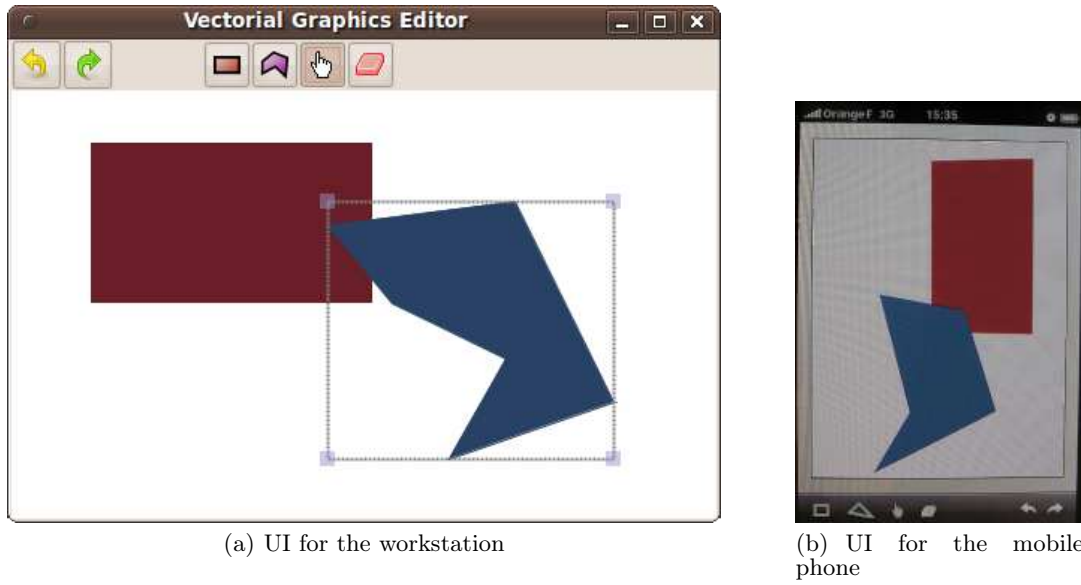 Vectorial Graphics Editor
Orange F 3G 15:35
(a) UI for the workstation
(b) UI for the mobile
phone